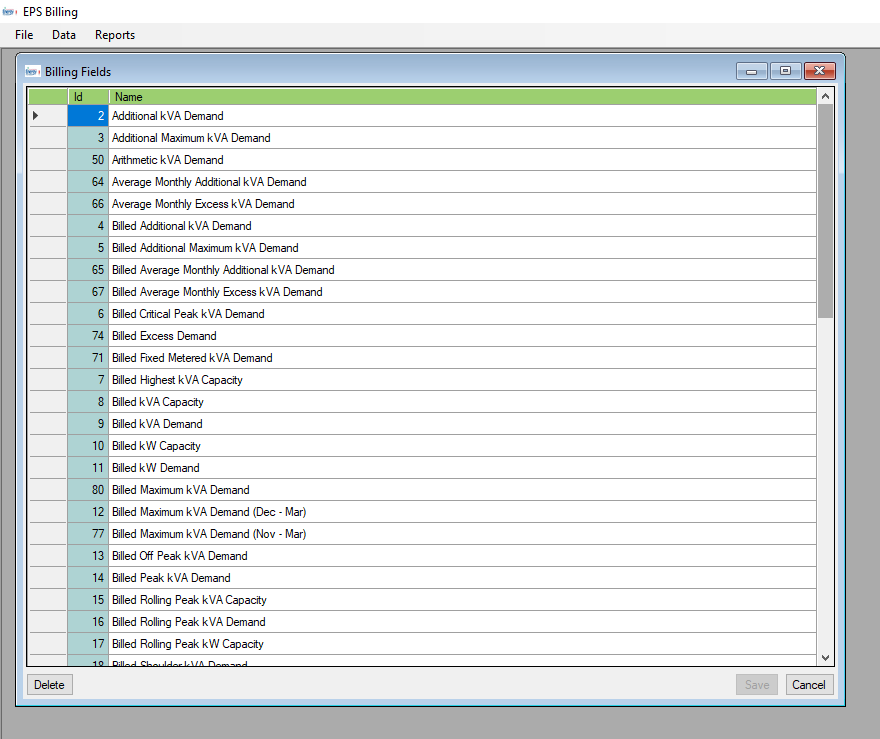 EPS Billing
File Data Reports
Billing Fields
Id Name
2 Additional kVA Demand
3 Additional Maximum kVA Demand
50 Arithmetic kVA Demand
64 Average Monthly Additional kVA Demand
66 Average Monthly Excess kVA Demand
4 Billed Additional kVA Demand
5 Billed Additional Maximum kVA Demand
65 Billed Average Monthly Additional kVA Demand
67 Billed Average Monthly Excess kVA Demand
6 Billed Critical Peak kVA Demand
74 Billed Excess Demand
71 Billed Fixed Metered kVA Demand
7 Billed Highest kVA Capacity
8 Billed kVA Capacity
9 Billed kVA Demand
10 Billed kW Capacity
11 Billed kW Demand
80 Billed Maximum kVA Demand
12 Billed Maximum kVA Demand (Dec - Mar)
77 Billed Maximum kVA Demand (Nov - Mar)
13 Billed Off Peak kVA Demand
14 Billed Peak kVA Demand
15 Billed Rolling Peak kVA Capacity
16 Billed Rolling Peak kVA Demand
17 Billed Rolling Peak kW Capacity
18 Billed Shoulder kVA Demand
Delete Save Cancel